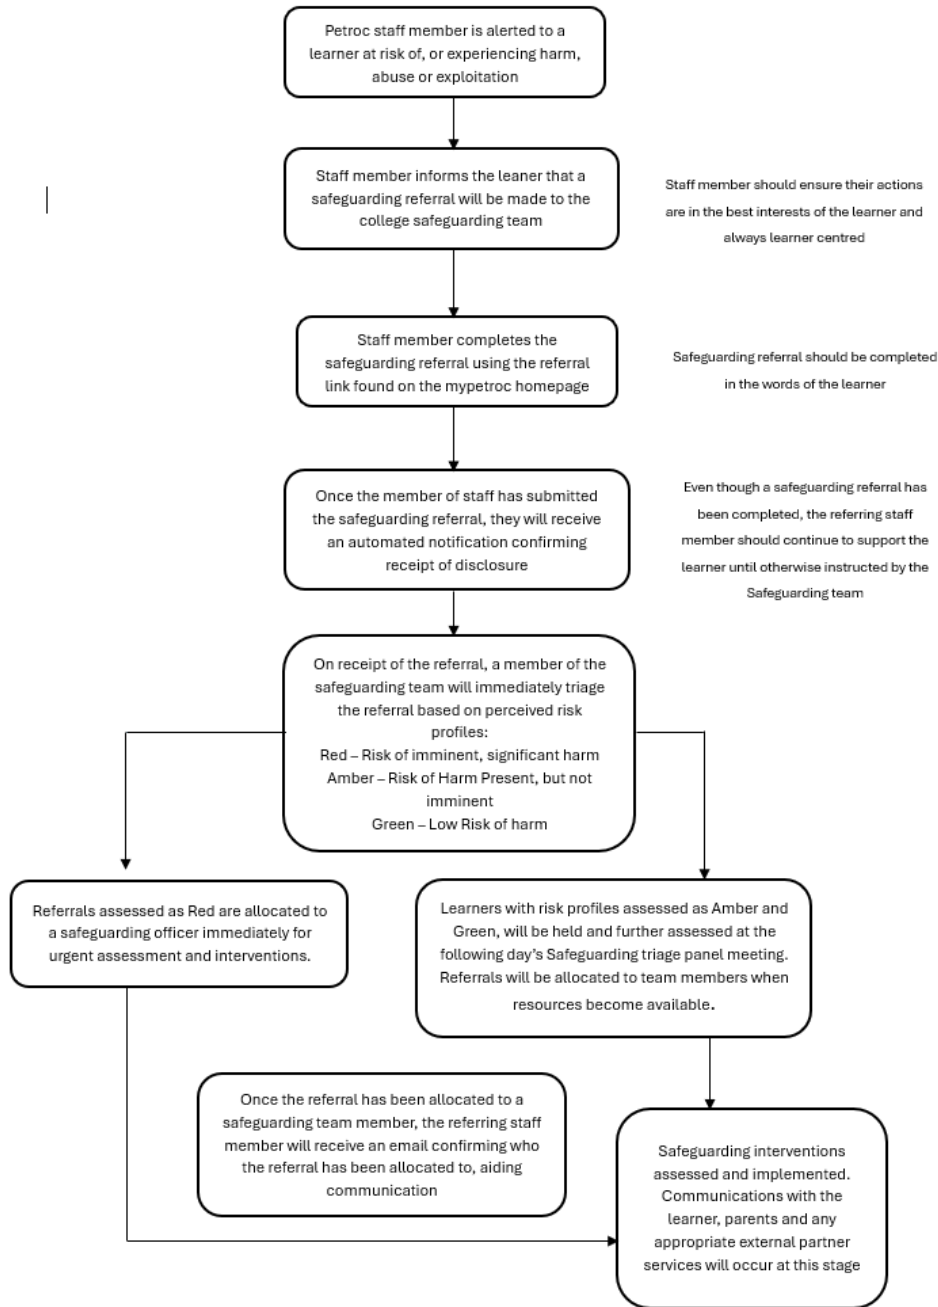 Petroc staff member is alerted to a
learner at risk of, or experiencing harm,
abuse or exploitation
Staff member informs the leaner that a
safeguarding referral will be made to the
college safeguarding team
Staff member should ensure their actions
are in the best interests of the learner and
always learner centred
Staff member completes the
safeguarding referral using the referral
link found on the mypetroc homepage
Safeguarding referral should be completed
in the words of the learner
Once the member of staff has submitted
the safeguarding referral, they will receive
an automated notification confirming
receipt of disclosure
Even though a safeguarding referral has
been completed, the referring staff
member should continue to support the
learner until otherwise instructed by the
Safeguarding team
On receipt of the referral, a member of the
safeguarding team will immediately triage
the referral based on perceived risk
profiles:
Red – Risk of imminent, significant harm
Amber – Risk of Harm Present, but not
imminent
Green – Low Risk of harm
Referrals assessed as Red are allocated to
a safeguarding officer immediately for
urgent assessment and interventions.
Learners with risk profiles assessed as Amber and
Green, will be held and further assessed at the
following day's Safeguarding triage panel meeting.
Referrals will be allocated to team members when
resources become available.
Once the referral has been allocated to a
safeguarding team member, the referring staff
member will receive an email confirming who
the referral has been allocated to, aiding
communication
Safeguarding interventions
assessed and implemented.
Communications with the
learner, parents and any
appropriate external partner
services will occur at this stage